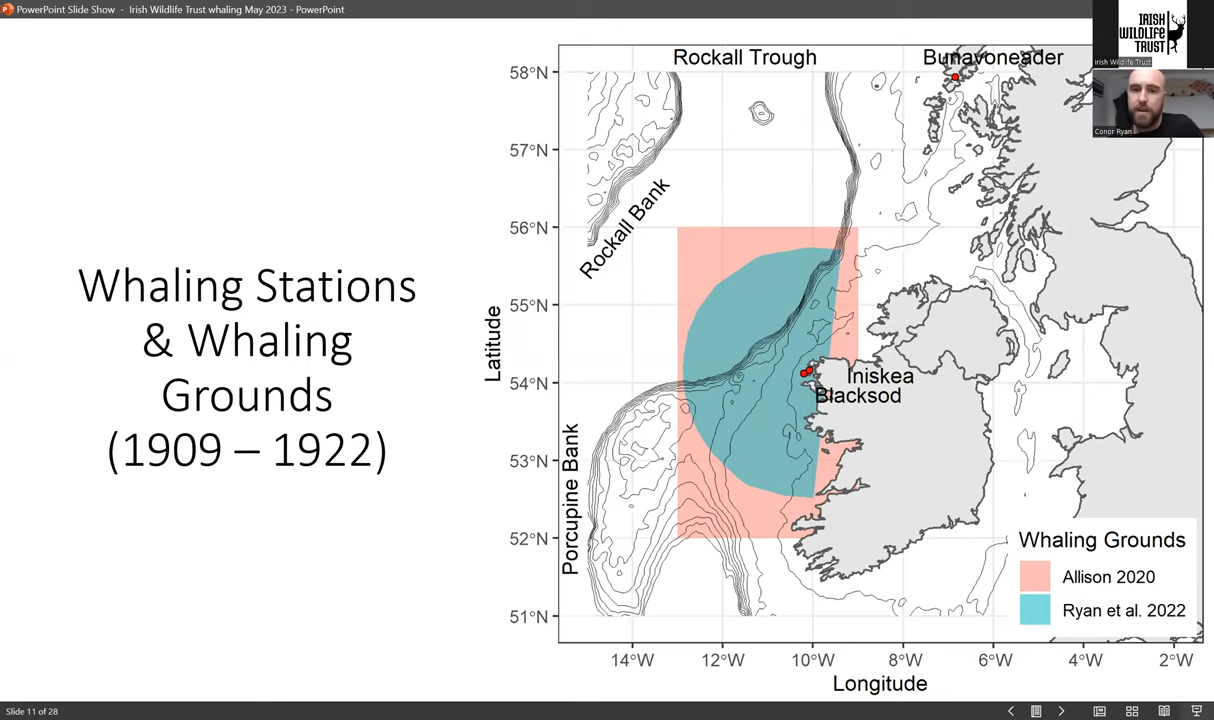 PowerPoint Slide Show - Irish Wildlife Trust whaling May 2023 - PowerPoint
IRISH
WILDLIFE
TRUST
Irish Wildlife Trust
Conor Ryan
Whaling Stations
& Whaling
Grounds
(1909 – 1922)
Rockall Trough
Bunavoneader
Rockall Bank
Porcupine Bank
Iniskea
Blacksod
Latitude
58°N
57°N
56°N
55°N
54°N
53°N
52°N
51°N
Whaling Grounds
Allison 2020
Ryan et al. 2022
14°W 12°W 10°W 8°W 6°W 4°W 2°W
Longitude
Slide 11 of 28